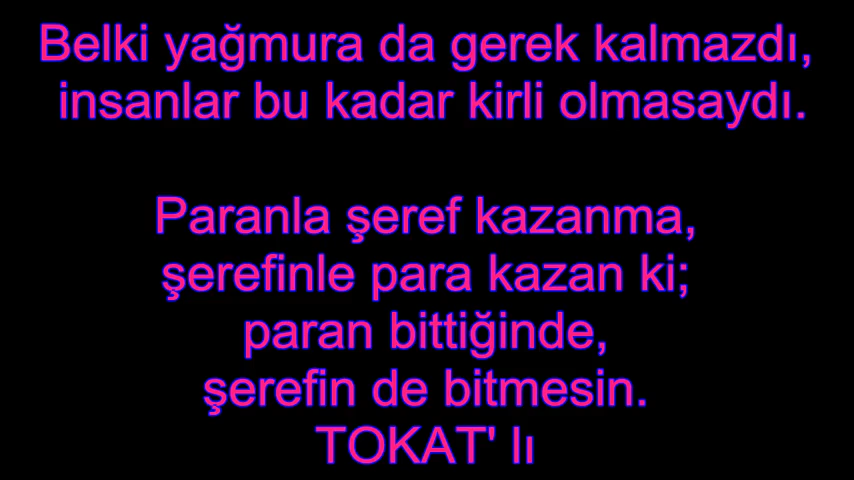 Belki yağmura da gerek kalmazdı,
insanlar bu kadar kirli olmasaydı.
Paranla şeref kazanma,
şerefinle para kazan ki;
paran bittiğinde,
şerefin de bitmesin.
TOKAT' lı